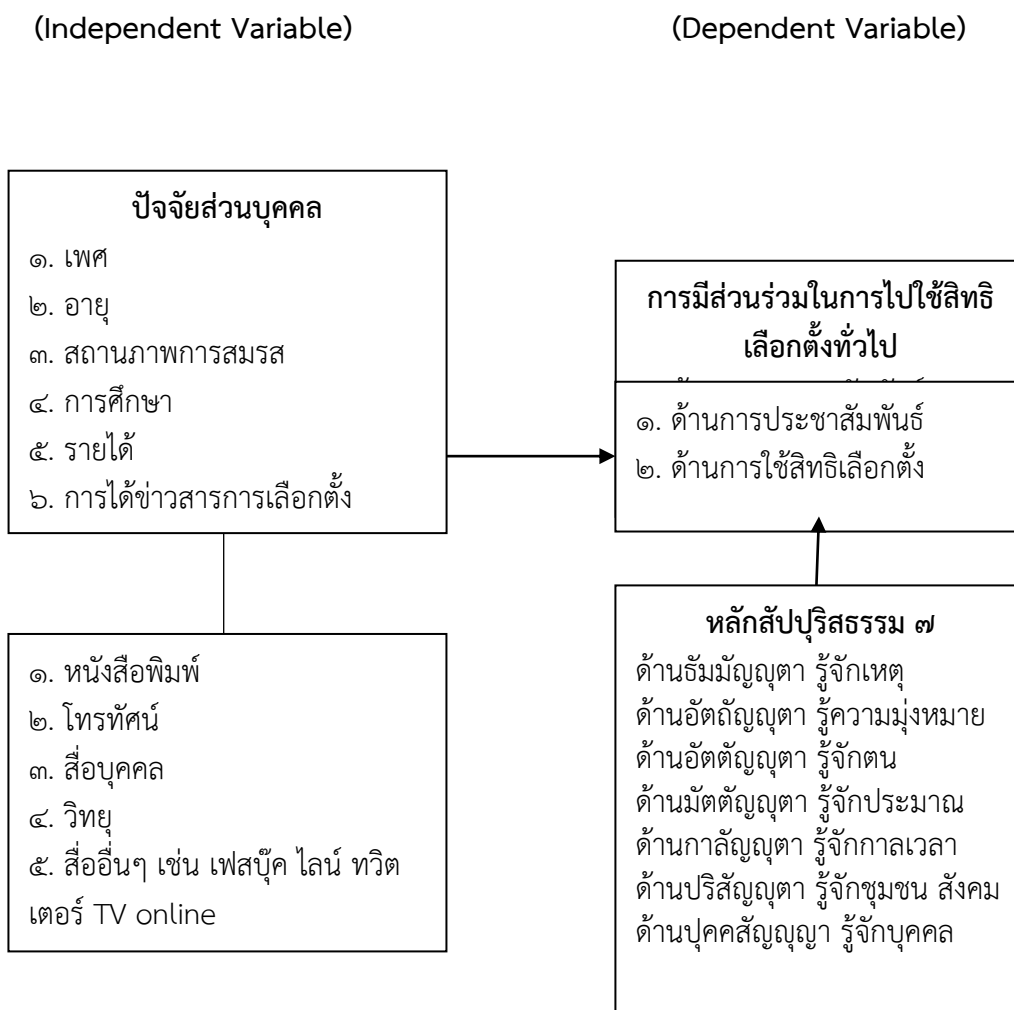 (Independent Variable)
(Dependent Variable)
ปัจจัยส่วนบุคคล
๑. เพศ
๒. อายุ
๓. สถานภาพการสมรส
๔. การศึกษา
๕. รายได้
๖. การได้ข่าวสารการเลือกตั้ง
การมีส่วนร่วมในการไปใช้สิทธิ
เลือกตั้งทั่วไป
๑. ด้านการประชาสัมพันธ์
๒. ด้านการใช้สิทธิเลือกตั้ง
๑. หนังสือพิมพ์
๒. โทรทัศน์
๓. สื่อบุคคล
๔. วิทยุ
๕. สื่ออื่นๆ เช่น เฟสบุ๊ค ไลน์ ทวิต
เตอร์ TV online
หลักสัปปุริสธรรม ๗
ด้านธัมมัญญุตา รู้จักเหตุ
ด้านอัตถัญญุตา รู้ความมุ่งหมาย
ด้านอัตตัญญุตา รู้จักตน
ด้านมัตตัญญุตา รู้จักประมาณ
ด้านกาลัญญุตา รู้จักกาลเวลา
ด้านปริสัญญุตา รู้จักชุมชน สังคม
ด้านปุคคสัญญุญา รู้จักบุคคล